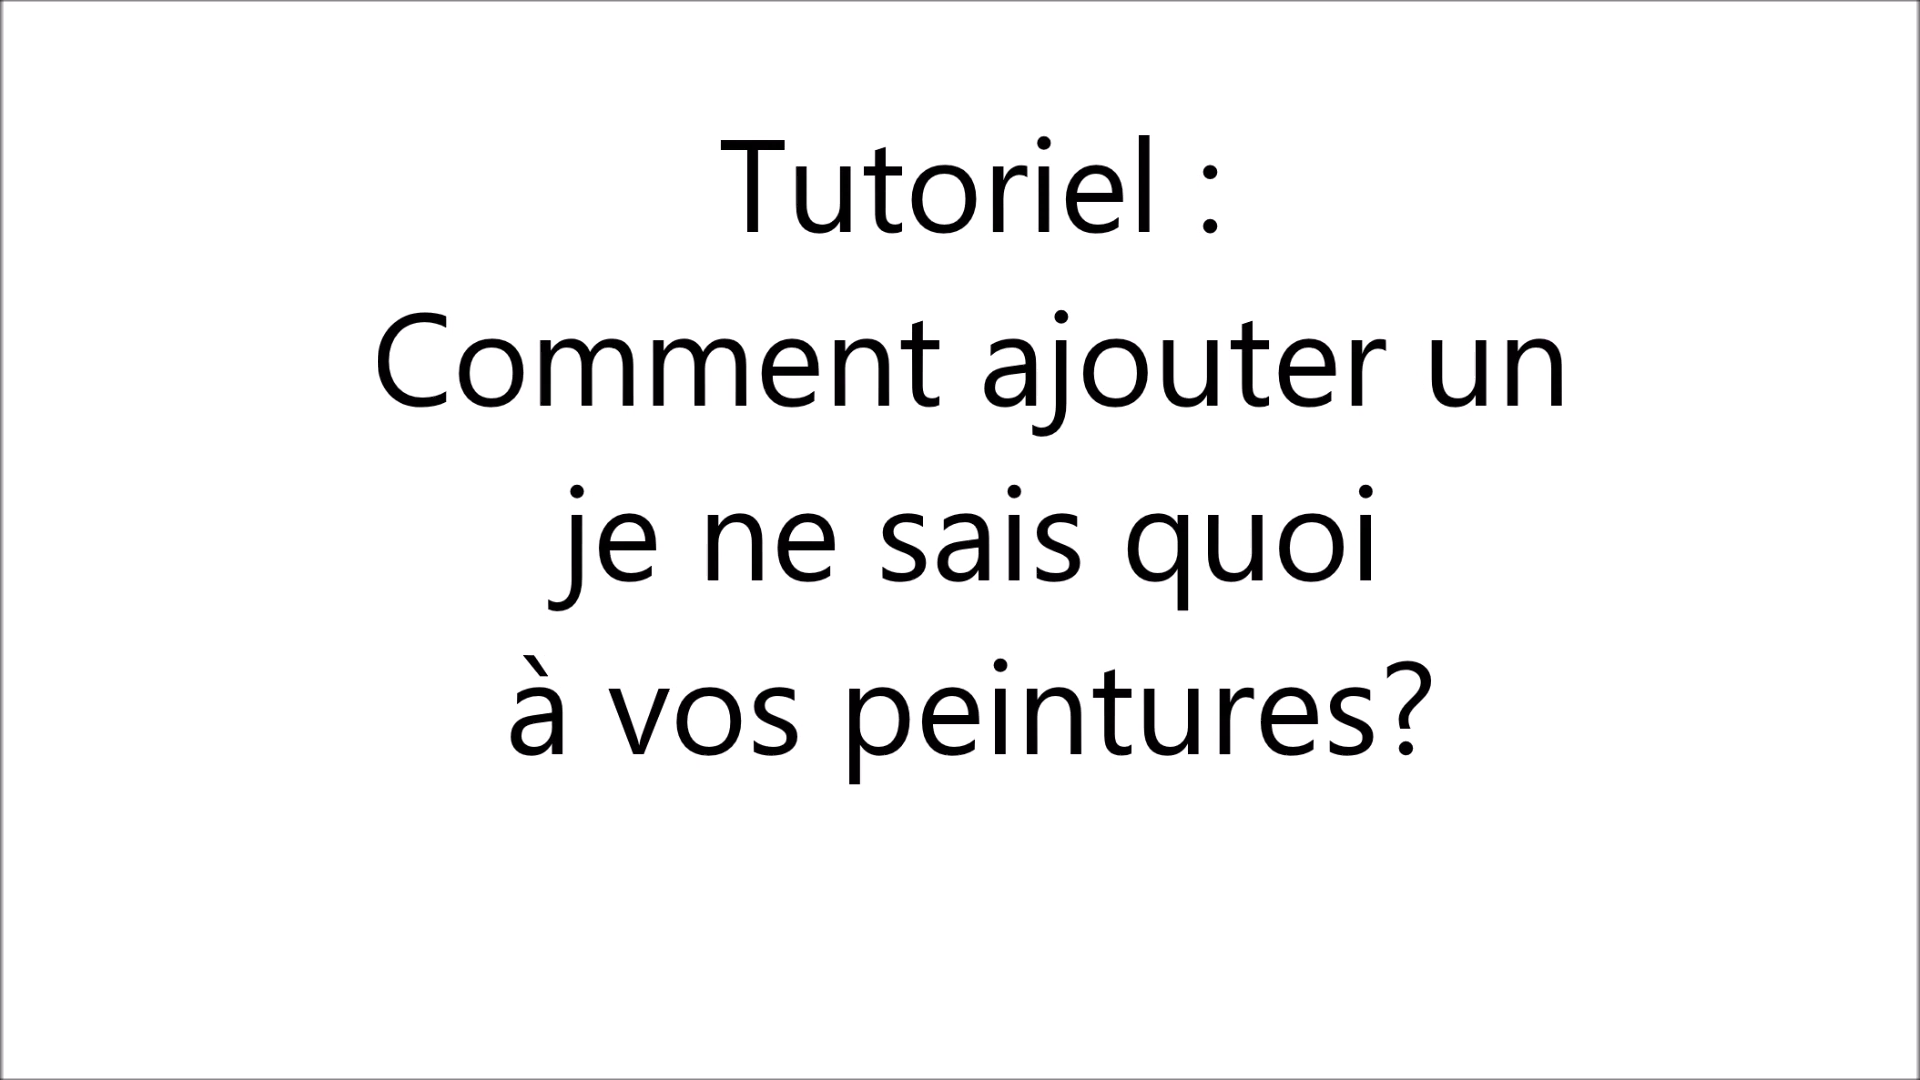 Tutoriel :
Comment ajouter un
je ne sais quoi
à vos peintures?